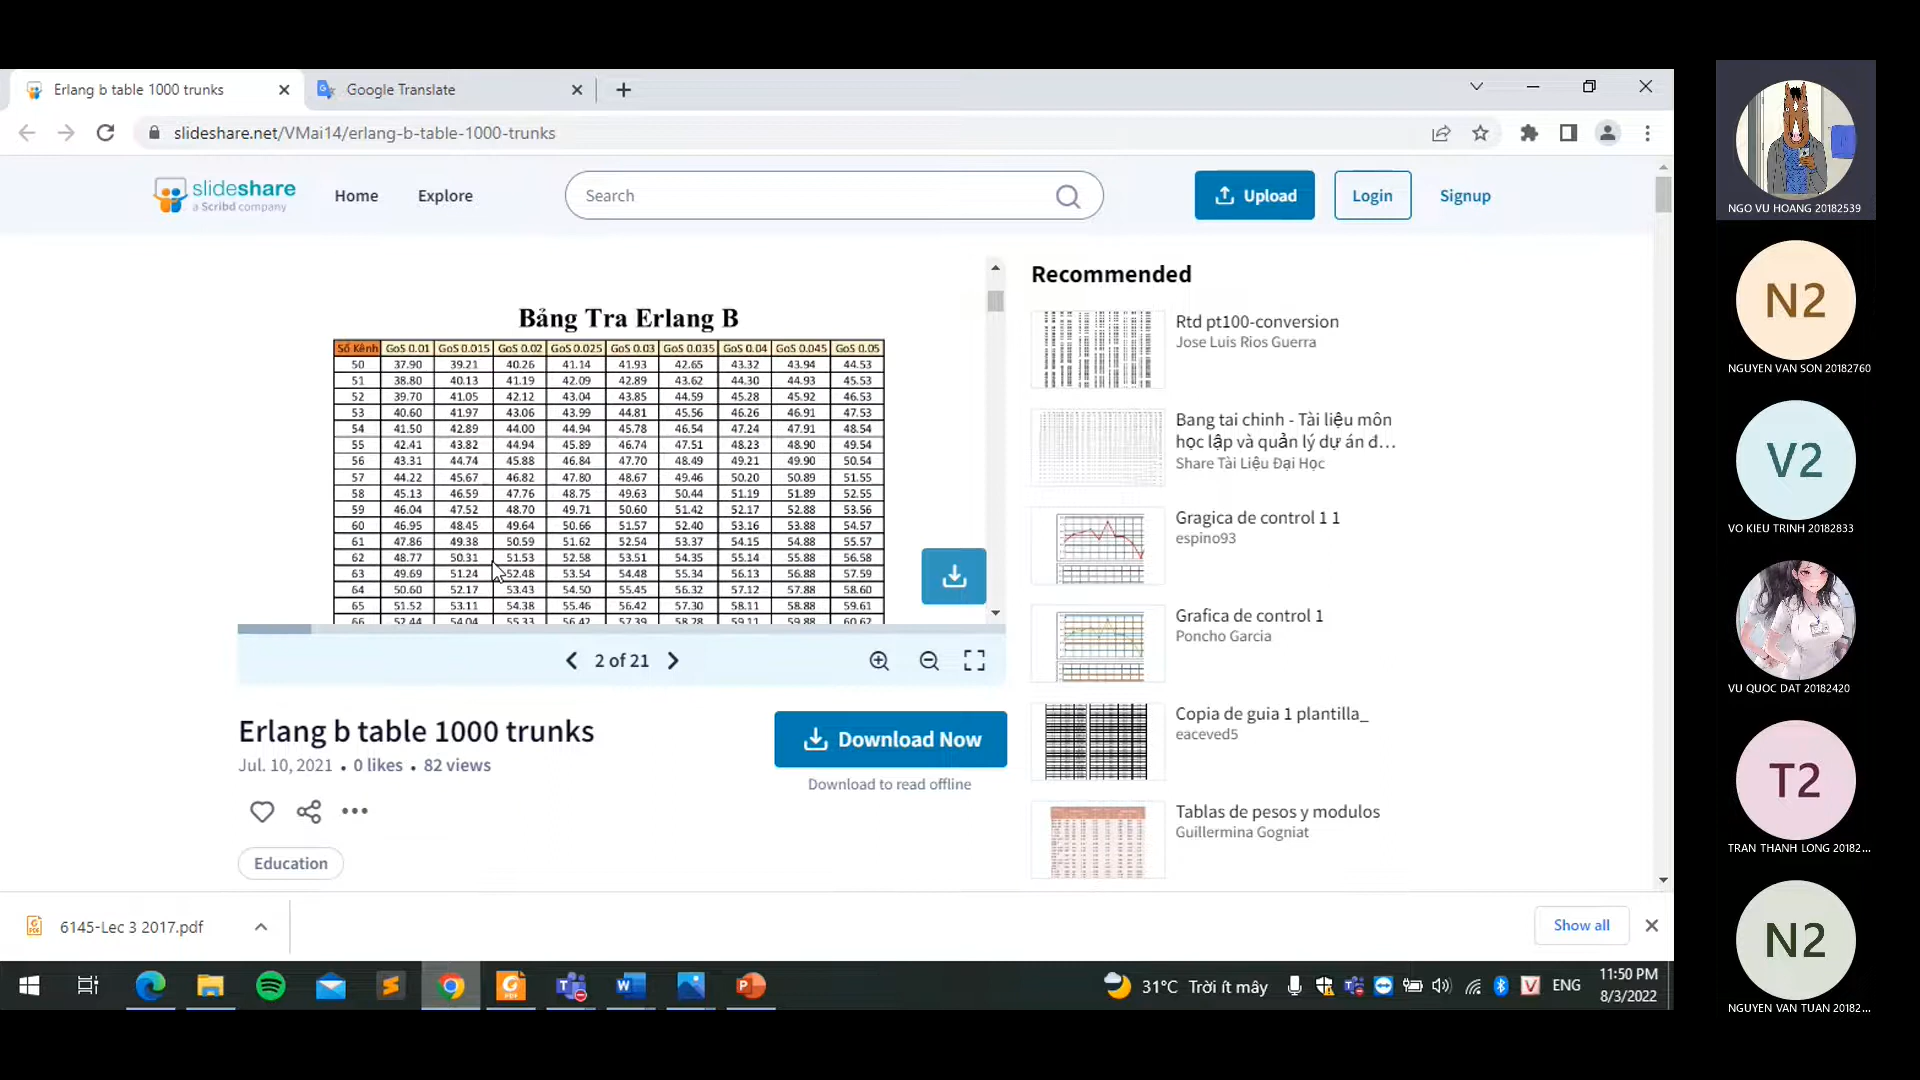 Erlang b table 1000 trunks
Google Translate
slideshare.net/VMai14/erlang-b-table-1000-trunks
slideshare
a Scribd company
Home
Explore
Search
Upload
Login
Signup
Bảng Tra Erlang B
Số Kênh GoS 0.01 GoS 0.015 GoS 0.02 GoS 0.025 GoS 0.03 GoS 0.035 GoS 0.04 GoS 0.045 GoS 0.05
50 37.90 39.21 40.26 41.14 41.93 42.65 43.32 43.94 44.53
51 38.80 40.13 41.19 42.09 42.89 43.62 44.30 44.93 45.53
52 39.70 41.05 42.12 43.04 43.85 44.59 45.28 45.92 46.53
53 40.60 41.97 43.06 43.99 44.81 45.56 46.26 46.91 47.53
54 41.50 42.89 44.00 44.94 45.78 46.54 47.24 47.91 48.54
55 42.41 43.82 44.94 45.89 46.74 47.51 48.23 48.90 49.54
56 43.31 44.74 45.88 46.84 47.70 48.49 49.21 49.90 50.54
57 44.22 45.67 46.82 47.80 48.67 49.46 50.20 50.89 51.55
58 45.13 46.59 47.76 48.75 49.63 50.44 51.19 51.89 52.55
59 46.04 47.52 48.70 49.71 50.60 51.42 52.17 52.88 53.56
60 46.95 48.45 49.64 50.66 51.57 52.40 53.16 53.88 54.57
61 47.86 49.38 50.59 51.62 52.54 53.37 54.15 54.88 55.57
62 48.77 50.31 51.53 52.58 53.51 54.35 55.14 55.88 56.58
63 49.69 51.24 52.48 53.54 54.48 55.34 56.13 56.88 57.59
64 50.60 52.17 53.43 54.50 55.45 56.32 57.12 57.88 58.60
65 51.52 53.11 54.38 55.46 56.42 57.30 58.11 58.88 59.61
66 52.44 54.04 55.33 56.42 57.39 58.28 59.11 59.88 60.62
2 of 21
Erlang b table 1000 trunks
Jul. 10, 2021 • 0 likes • 82 views
Download Now
Download to read offline
Education
Recommended
Rtd pt100-conversion
Jose Luis Rios Guerra
Bang tai chinh - Tài liệu môn
học lập và quản lý dự án đ…
Share Tài Liệu Đại Học
Gragica de control 1 1
espino93
Grafica de control 1
Poncho Garcia
Copia de guia 1 plantilla_
eaceved5
Tablas de pesos y modulos
Guillermina Gogniat
6145-Lec 3 2017.pdf
Show all
31°C Trời ít mây
ENG
11:50 PM
8/3/2022
NGO VU HOANG 20182539
N2
NGUYEN VAN SON 20182760
V2
VO KIEU TRINH 20182833
VU QUOC DAT 20182420
T2
TRAN THANH LONG 20182...
N2
NGUYEN VAN TUAN 20182...